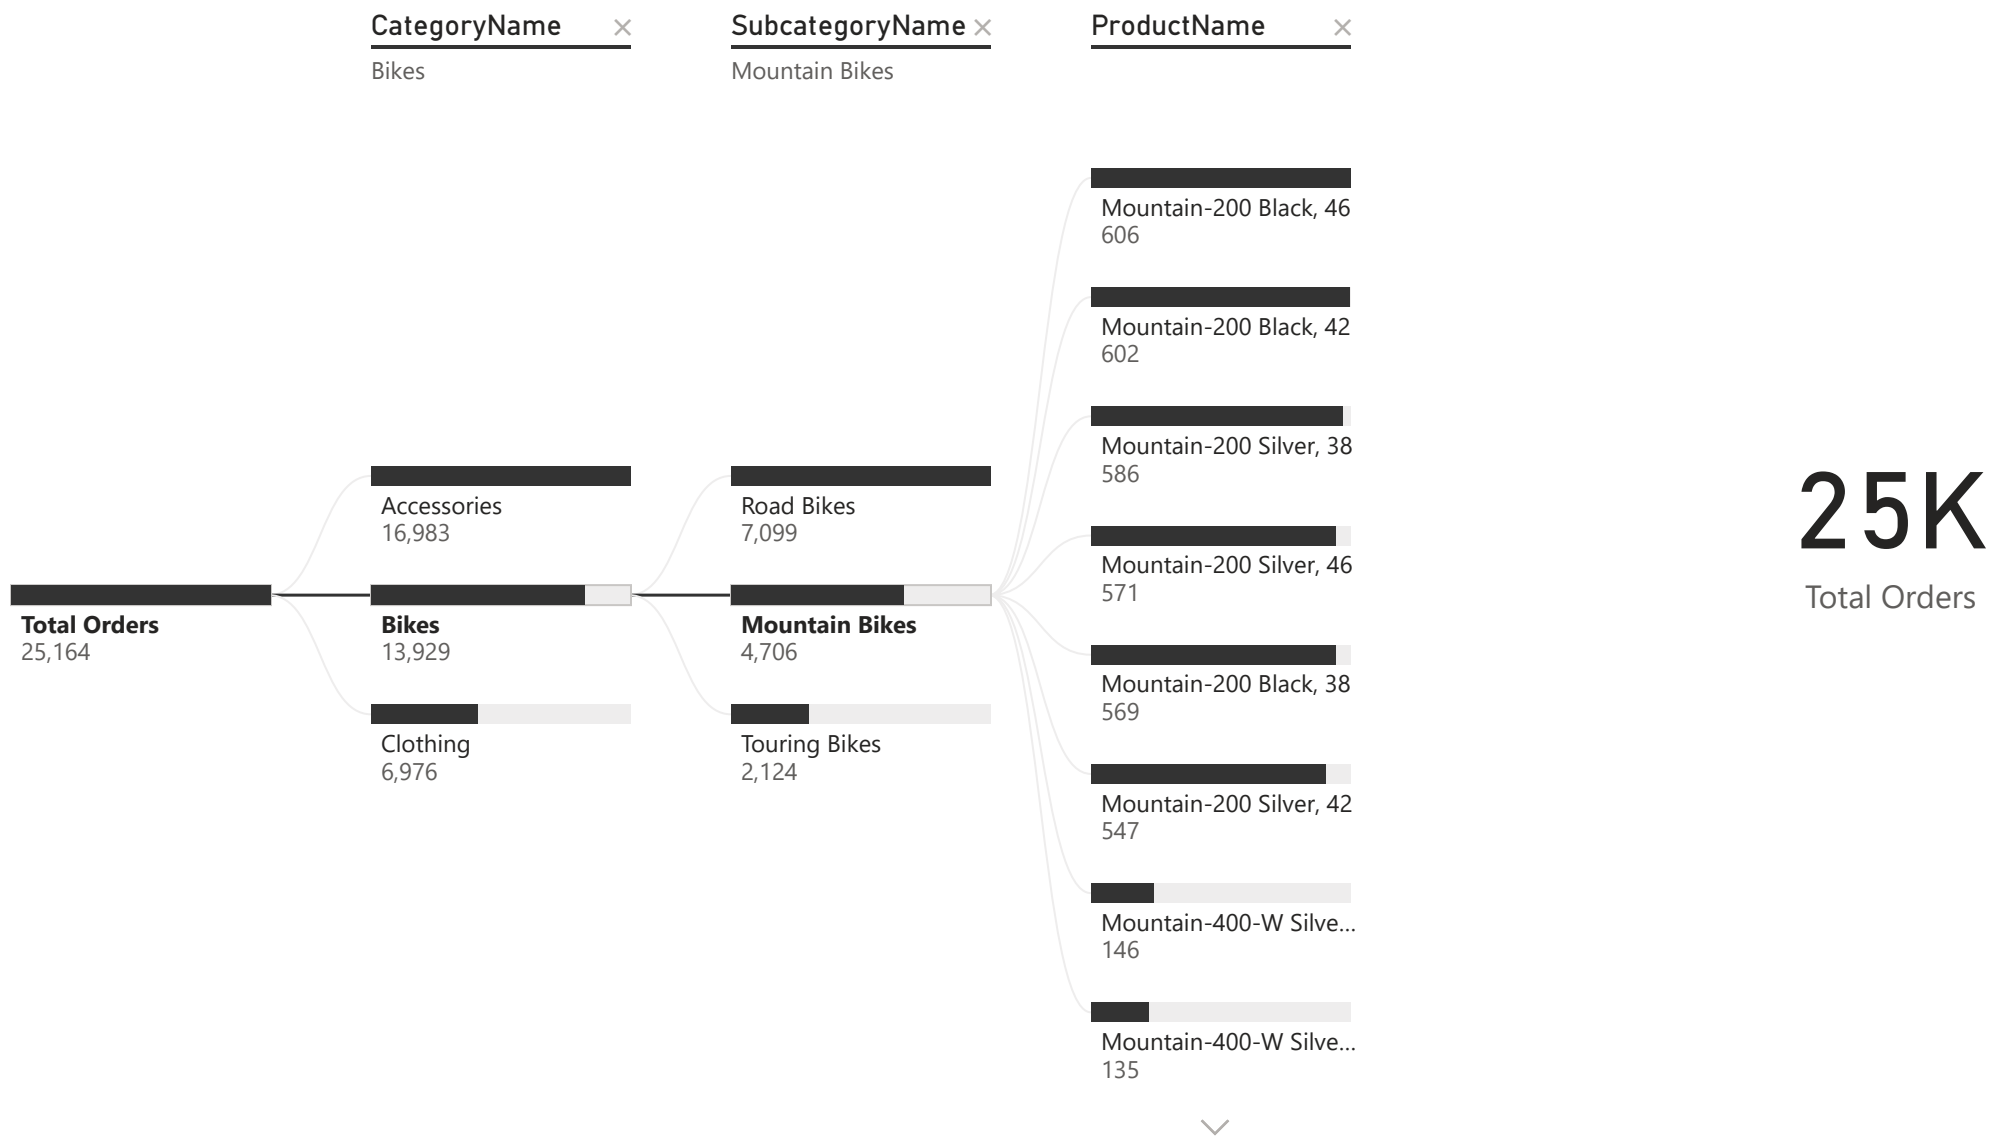 CategoryName
Bikes
SubcategoryName
Mountain Bikes
ProductName
Total Orders
25,164
Accessories
16,983
Bikes
13,929
Clothing
6,976
Road Bikes
7,099
Mountain Bikes
4,706
Touring Bikes
2,124
Mountain-200 Black, 46
606
Mountain-200 Black, 42
602
Mountain-200 Silver, 38
586
Mountain-200 Silver, 46
571
Mountain-200 Black, 38
569
Mountain-200 Silver, 42
547
Mountain-400-W Silve...
146
Mountain-400-W Silve...
135
25K
Total Orders